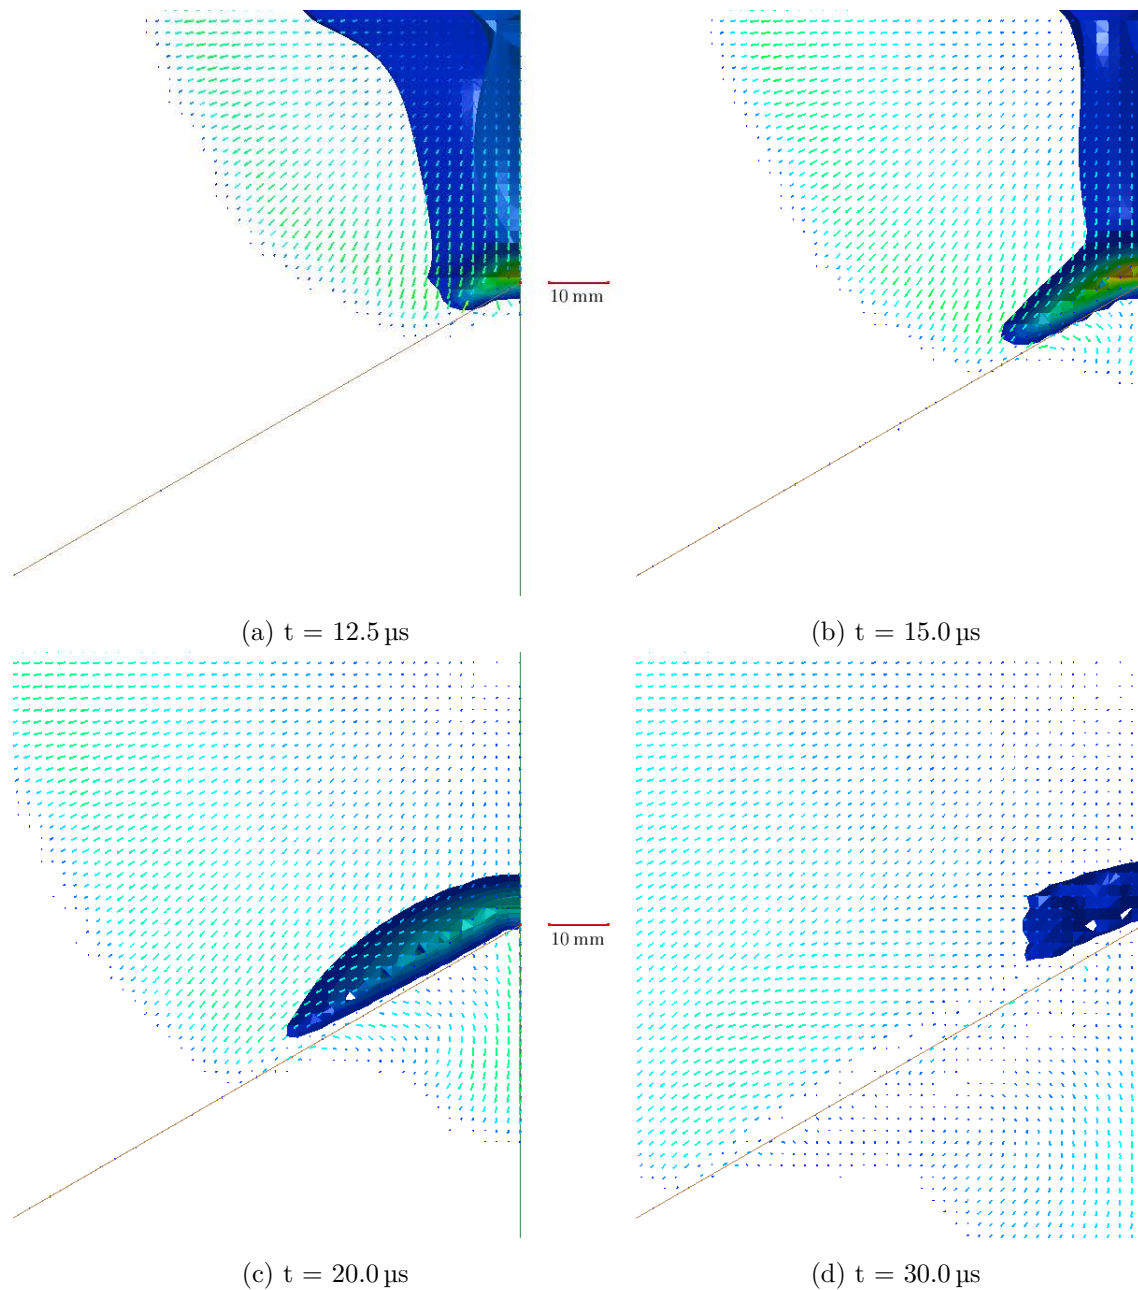 10 mm
(a) t = 12.5 µs
(b) t = 15.0 µs
10 mm
(c) t = 20.0 µs
(d) t = 30.0 µs